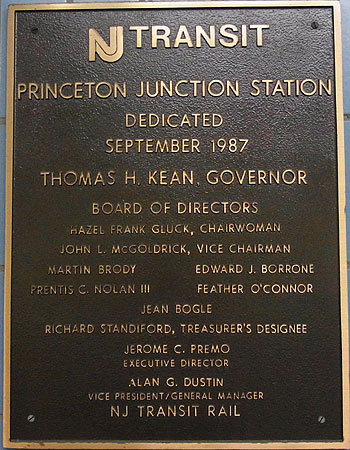 NJ TRANSIT
PRINCETON JUNCTION STATION
DEDICATED
SEPTEMBER 1987
THOMAS H. KEAN, GOVERNOR
BOARD OF DIRECTORS
HAZEL FRANK GLUCK, CHAIRWOMAN
JOHN L. McGOLDRICK, VICE CHAIRMAN
MARTIN BRODY EDWARD J. BORRONE
PRENTIS C. NOLAN III FEATHER O'CONNOR
JEAN BOGLE
RICHARD STANDIFORD, TREASURER'S DESIGNEE
JEROME C. PREMO
EXECUTIVE DIRECTOR
ALAN G. DUSTIN
VICE PRESIDENT/GENERAL MANAGER
NJ TRANSIT RAIL